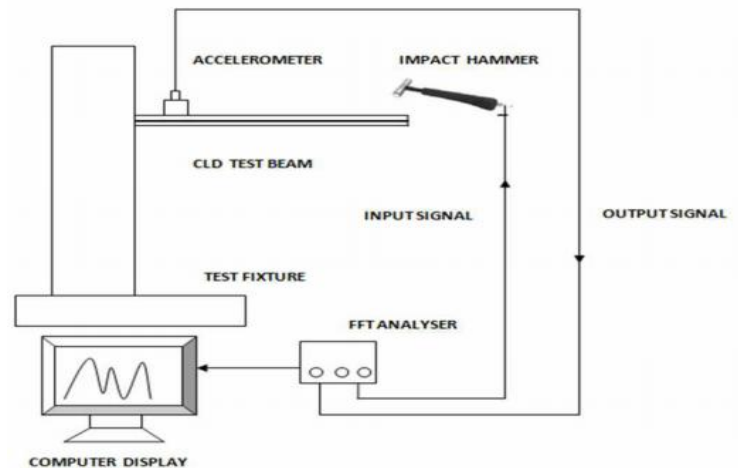 ACCELEROMETER
IMPACT HAMMER
CLD TEST BEAM
INPUT SIGNAL
OUTPUT SIGNAL
TEST FIXTURE
FFT ANALYSER
COMPUTER DISPLAY